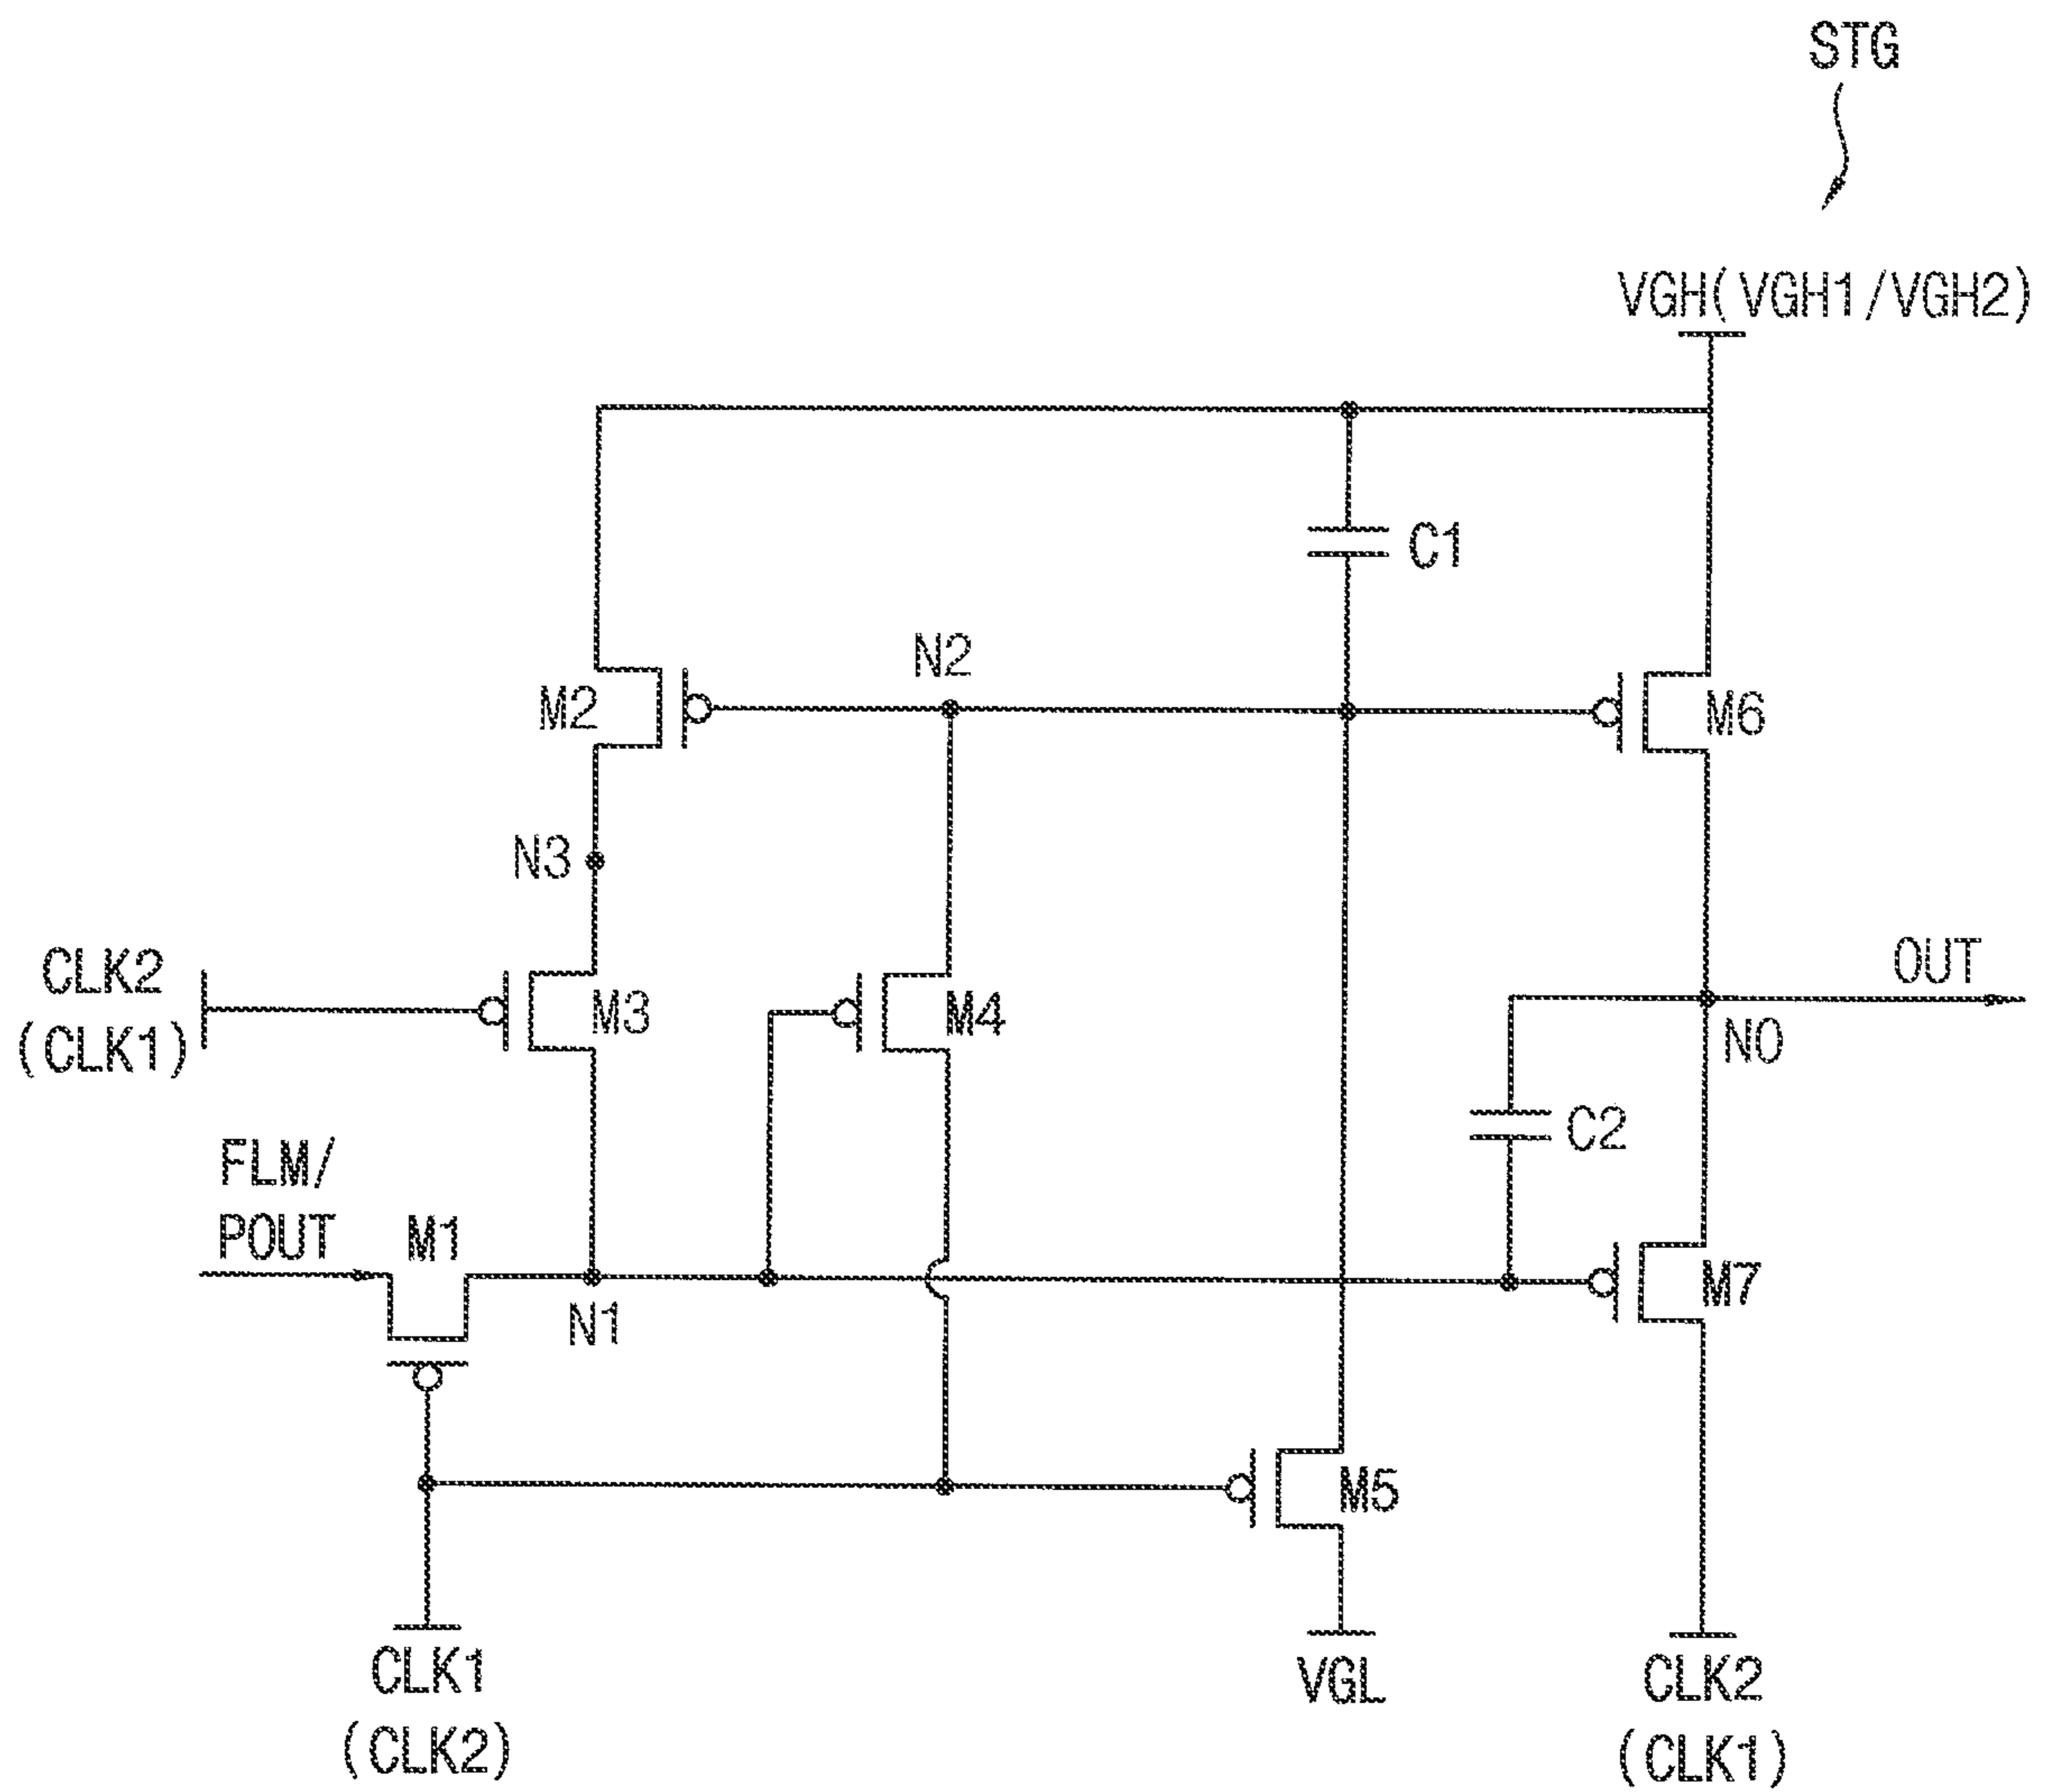 STG
VGH(VGH1/VGH2)
C1
N2
M2
M6
N3
CLK2
(CLK1)
M3
M4
OUT
NO
C2
FLM/
POUT
M1
N1
M7
M5
CLK1
(CLK2)
VGL
CLK2
(CLK1)